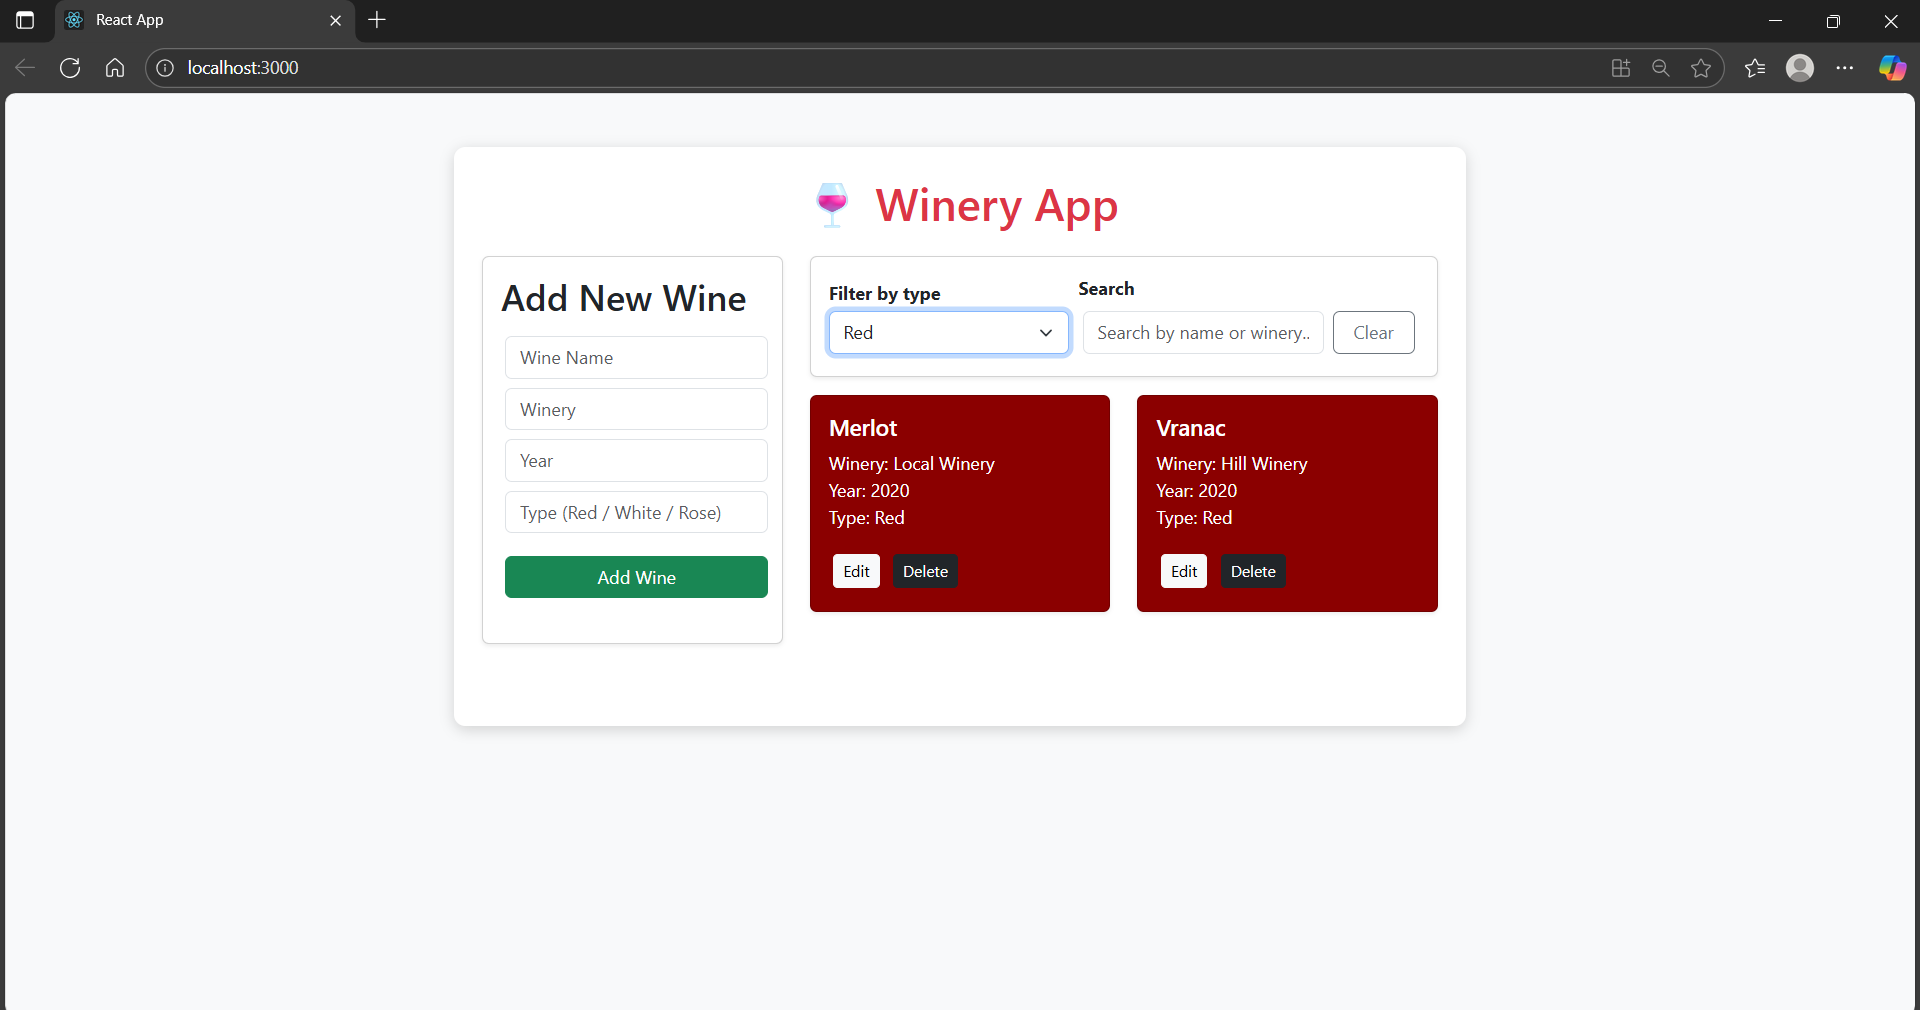 React App
localhost:3000
Winery App
Add New Wine
Wine Name
Winery
Year
Type (Red / White / Rose)
Add Wine
Filter by type
Red
Search
Search by name or winery..
Clear
Merlot
Winery: Local Winery
Year: 2020
Type: Red
Edit Delete
Vranac
Winery: Hill Winery
Year: 2020
Type: Red
Edit Delete